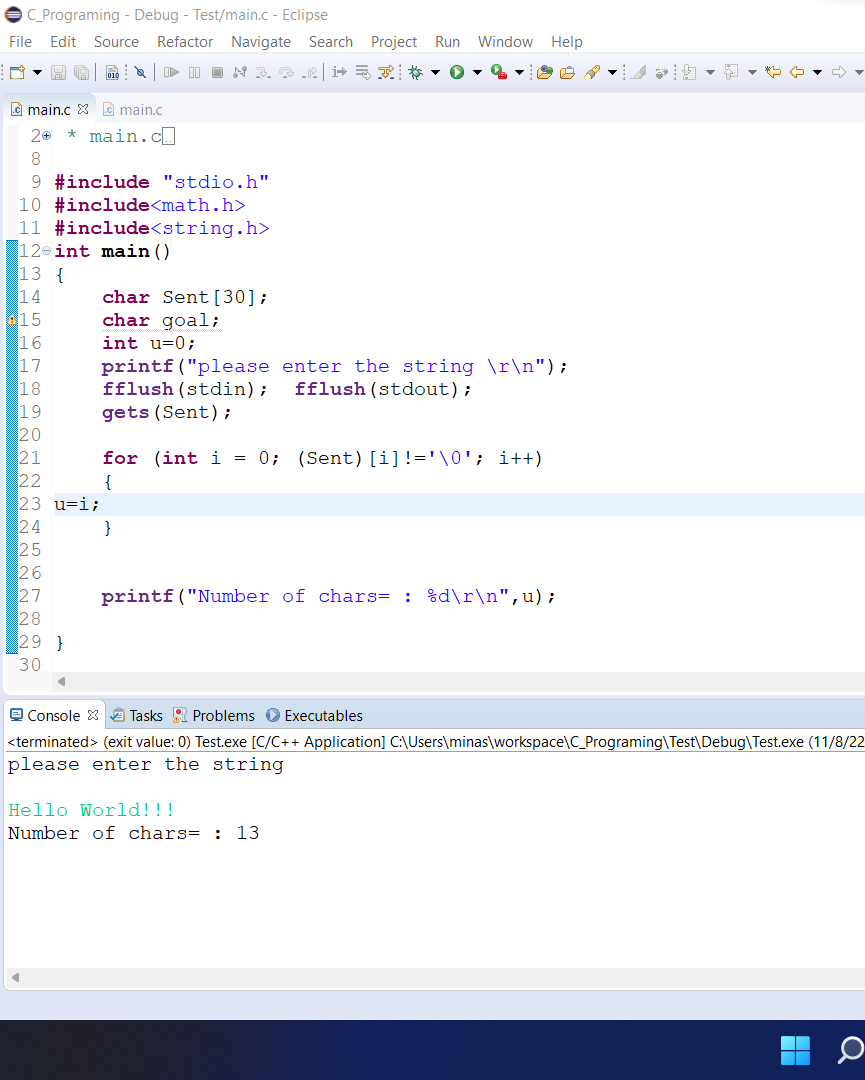 C_Programing - Debug - Test/main.c - Eclipse
File Edit Source Refactor Navigate Search Project Run Window Help
main.c main.c
2 * main.c
8
9 #include "stdio.h"
10 #include<math.h>
11 #include<string.h>
12 int main()
13 {
14 char Sent[30];
15 char goal;
16 int u=0;
17 printf("please enter the string \r\n");
18 fflush(stdin); fflush(stdout);
19 gets(Sent);
20
21 for (int i = 0; (Sent)[i]!='\0'; i++)
22 {
23 u=i;
24 }
25
26
27 printf("Number of chars= : %d\r\n",u);
28
29 }
30
Console Tasks Problems Executables
<terminated> (exit value: 0) Test.exe [C/C++ Application] C:\Users\minas\workspace\C_Programing\Test\Debug\Test.exe (11/8/22
please enter the string
Hello World!!!
Number of chars= : 13